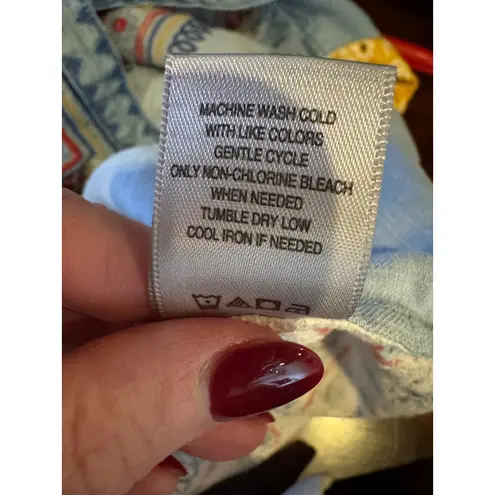 MACHINE WASH COLD
WITH LIKE COLORS
GENTLE CYCLE
ONLY NON-CHLORINE BLEACH
WHEN NEEDED
TUMBLE DRY LOW
COOL IRON IF NEEDED